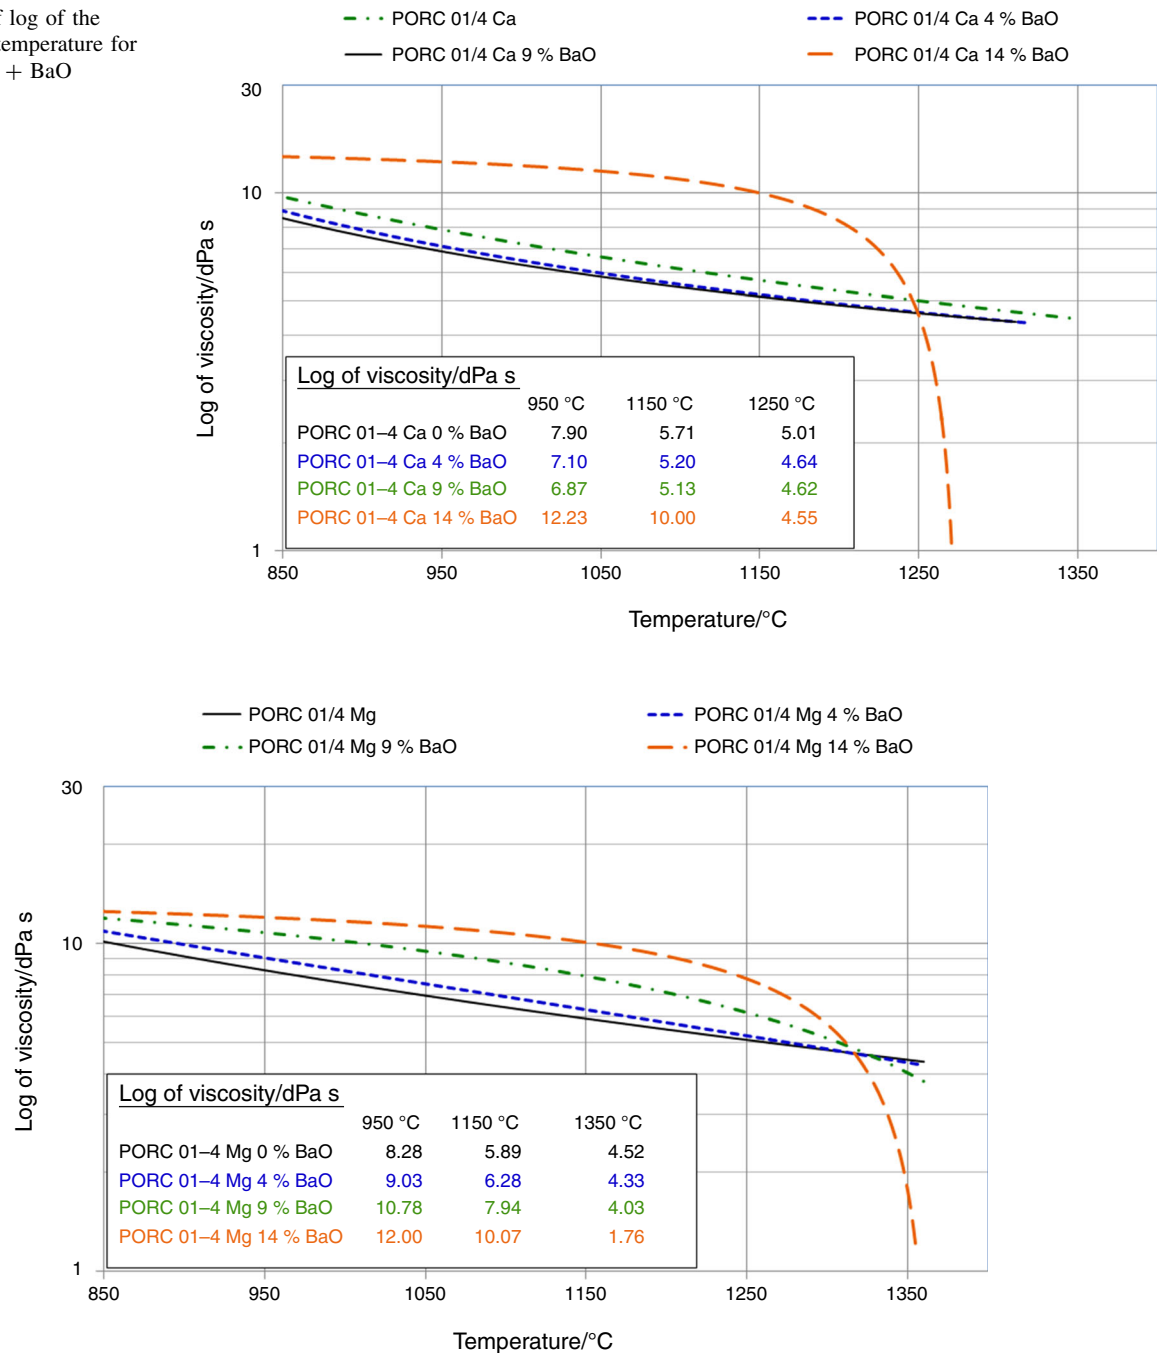 f log of the
temperature for
+ BaO
PORC 01/4 Ca
PORC 01/4 Ca 4 % BaO
PORC 01/4 Ca 9 % BaO
PORC 01/4 Ca 14 % BaO
30
10
1
Log of viscosity/dPa s
Log of viscosity/dPa s
950 °C 1150 °C 1250 °C
PORC 01–4 Ca 0 % BaO 7.90 5.71 5.01
PORC 01–4 Ca 4 % BaO 7.10 5.20 4.64
PORC 01–4 Ca 9 % BaO 6.87 5.13 4.62
PORC 01–4 Ca 14 % BaO 12.23 10.00 4.55
850 950 1050 1150 1250 1350
Temperature/°C
PORC 01/4 Mg
PORC 01/4 Mg 4 % BaO
PORC 01/4 Mg 9 % BaO
PORC 01/4 Mg 14 % BaO
30
10
1
Log of viscosity/dPa s
Log of viscosity/dPa s
950 °C 1150 °C 1350 °C
PORC 01–4 Mg 0 % BaO 8.28 5.89 4.52
PORC 01–4 Mg 4 % BaO 9.03 6.28 4.33
PORC 01–4 Mg 9 % BaO 10.78 7.94 4.03
PORC 01–4 Mg 14 % BaO 12.00 10.07 1.76
850 950 1050 1150 1250 1350
Temperature/°C